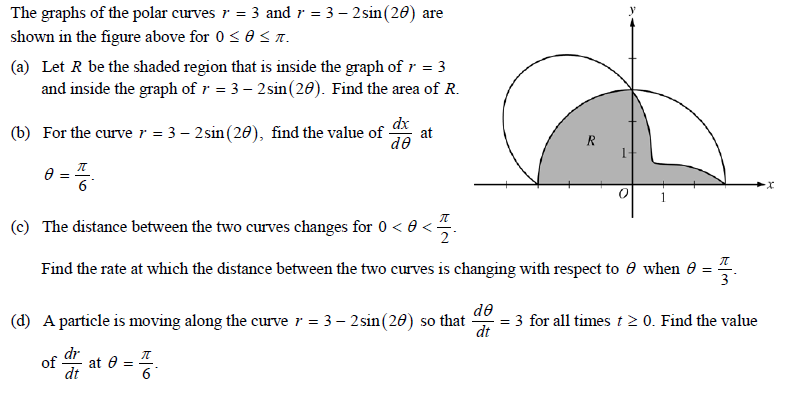 The graphs of the polar curves r = 3 and r = 3 − 2sin(2θ) are
shown in the figure above for 0 ≤ θ ≤ π.
(a) Let R be the shaded region that is inside the graph of r = 3
and inside the graph of r = 3 − 2sin(2θ). Find the area of R.
(b) For the curve r = 3 − 2sin(2θ), find the value of dx/dθ at
θ = π/6.
(c) The distance between the two curves changes for 0 < θ < π/2.
Find the rate at which the distance between the two curves is changing with respect to θ when θ = π/3.
(d) A particle is moving along the curve r = 3 − 2sin(2θ) so that dθ/dt = 3 for all times t ≥ 0. Find the value
of dr/dt at θ = π/6.
y
R
1
x
O
1